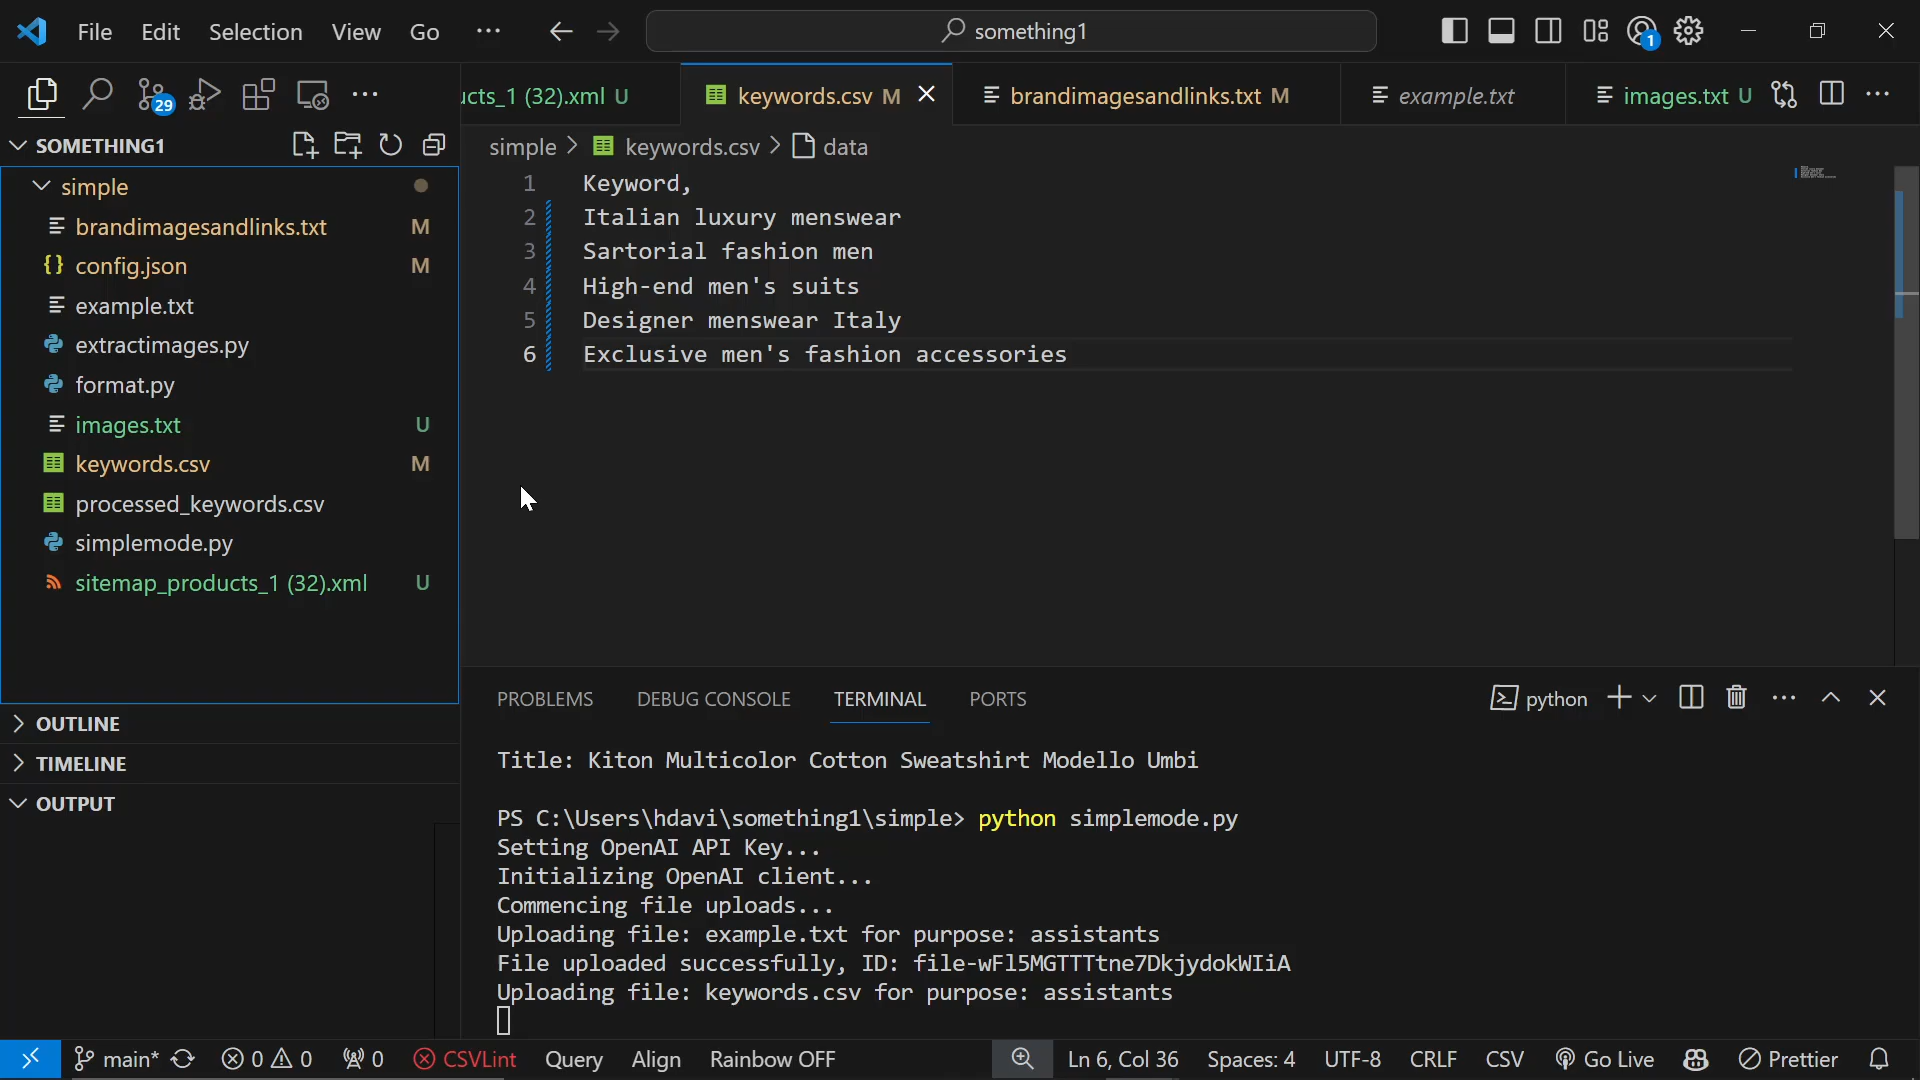 File Edit Selection View Go ··· something1 1
29
SOMETHING1
simple
brandimagesandlinks.txt M
config.json M
example.txt
extractimages.py
format.py
images.txt U
keywords.csv M
processed_keywords.csv
simplemode.py
sitemap_products_1 (32).xml U
OUTLINE
TIMELINE
OUTPUT
ucts_1 (32).xml U keywords.csv M brandimagesandlinks.txt M example.txt images.txt U
simple > keywords.csv > data
1 Keyword,
2 Italian luxury menswear
3 Sartorial fashion men
4 High-end men's suits
5 Designer menswear Italy
6 Exclusive men's fashion accessories
PROBLEMS DEBUG CONSOLE TERMINAL PORTS python
Title: Kiton Multicolor Cotton Sweatshirt Modello Umbi
PS C:\Users\hdavi\something1\simple> python simplemode.py
Setting OpenAI API Key...
Initializing OpenAI client...
Commencing file uploads...
Uploading file: example.txt for purpose: assistants
File uploaded successfully, ID: file-wFl5MGTTTtne7DkjydokWIiA
Uploading file: keywords.csv for purpose: assistants
main* 0 0 0 CSVLint Query Align Rainbow OFF Ln 6, Col 36 Spaces: 4 UTF-8 CRLF CSV Go Live Prettier